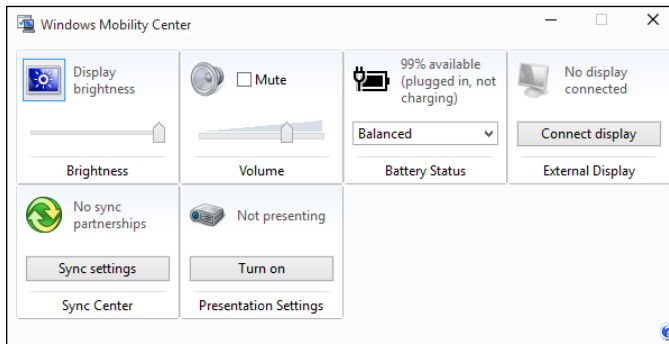 Windows Mobility Center
Display
brightness
Brightness
Mute
Volume
99% available
(plugged in, not
charging)
Balanced
Battery Status
No display
connected
Connect display
External Display
No sync
partnerships
Sync settings
Sync Center
Not presenting
Turn on
Presentation Settings